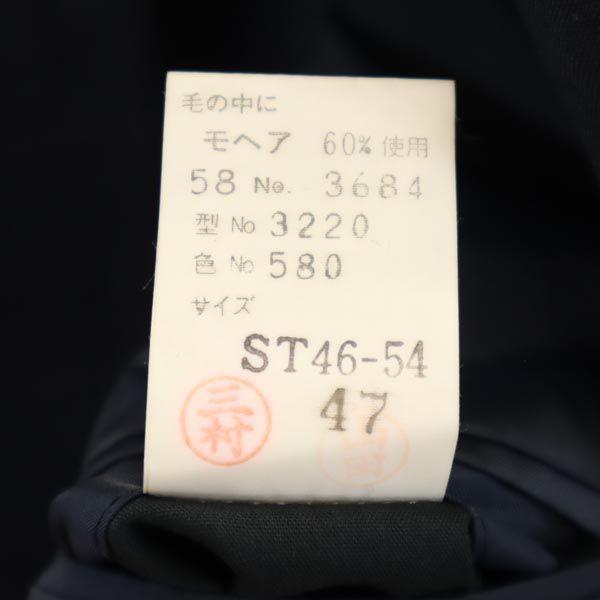 毛の中に
モヘア 60%使用
58 No. 3684
型 No 3220
色 No 580
サイズ
ST46-54
47
三村